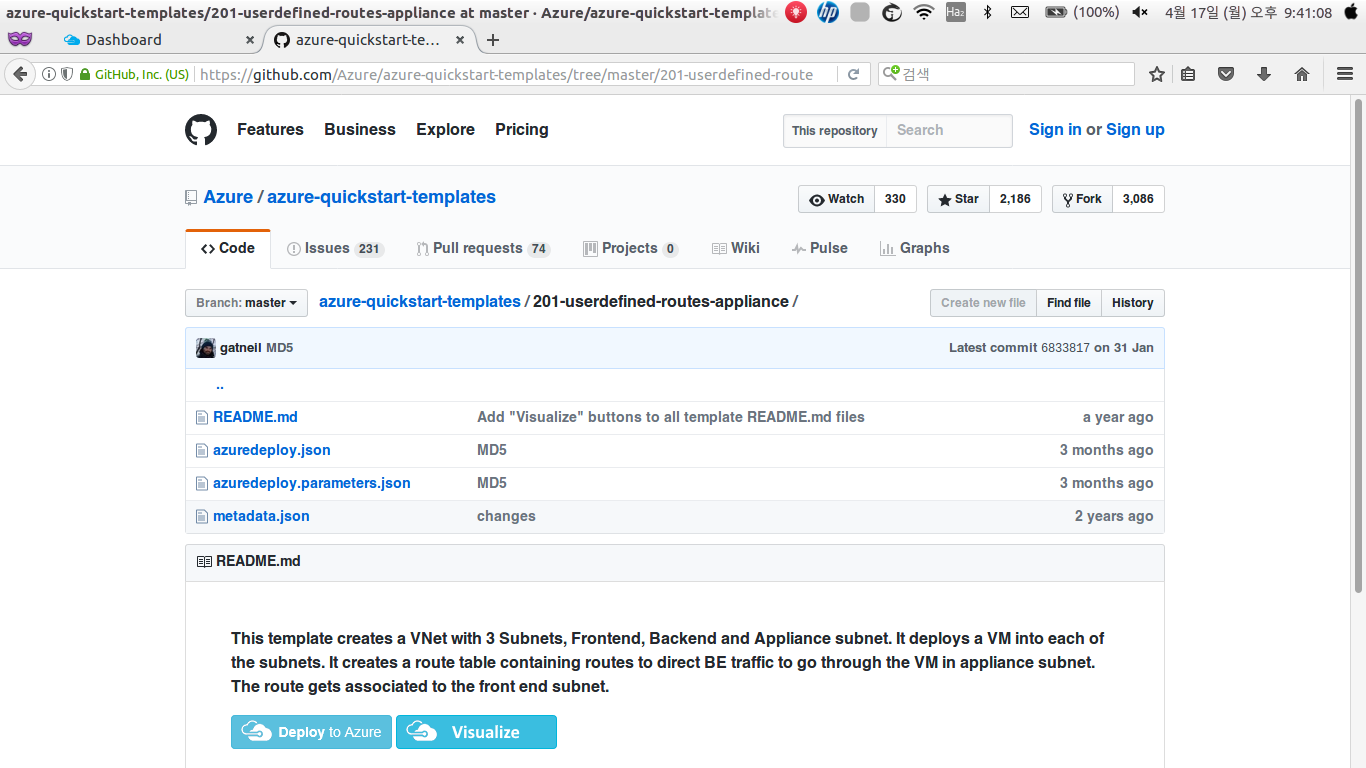 azure-quickstart-templates/201-userdefined-routes-appliance at master · Azure/azure-quickstart-template
hp
Ha2
(100%)
4월 17일 (월) 오후 9:41:08
Dashboard
azure-quickstart-te...
GitHub, Inc. (US)
https://github.com/Azure/azure-quickstart-templates/tree/master/201-userdefined-route
검색
Features Business Explore Pricing
This repository Search
Sign in or Sign up
Azure / azure-quickstart-templates
Watch 330 Star 2,186 Fork 3,086
Code Issues 231 Pull requests 74 Projects 0 Wiki Pulse Graphs
Branch: master azure-quickstart-templates / 201-userdefined-routes-appliance / Create new file Find file History
gatneil MD5 Latest commit 6833817 on 31 Jan
..
README.md Add "Visualize" buttons to all template README.md files a year ago
azuredeploy.json MD5 3 months ago
azuredeploy.parameters.json MD5 3 months ago
metadata.json changes 2 years ago
README.md
This template creates a VNet with 3 Subnets, Frontend, Backend and Appliance subnet. It deploys a VM into each of
the subnets. It creates a route table containing routes to direct BE traffic to go through the VM in appliance subnet.
The route gets associated to the front end subnet.
Deploy to Azure Visualize